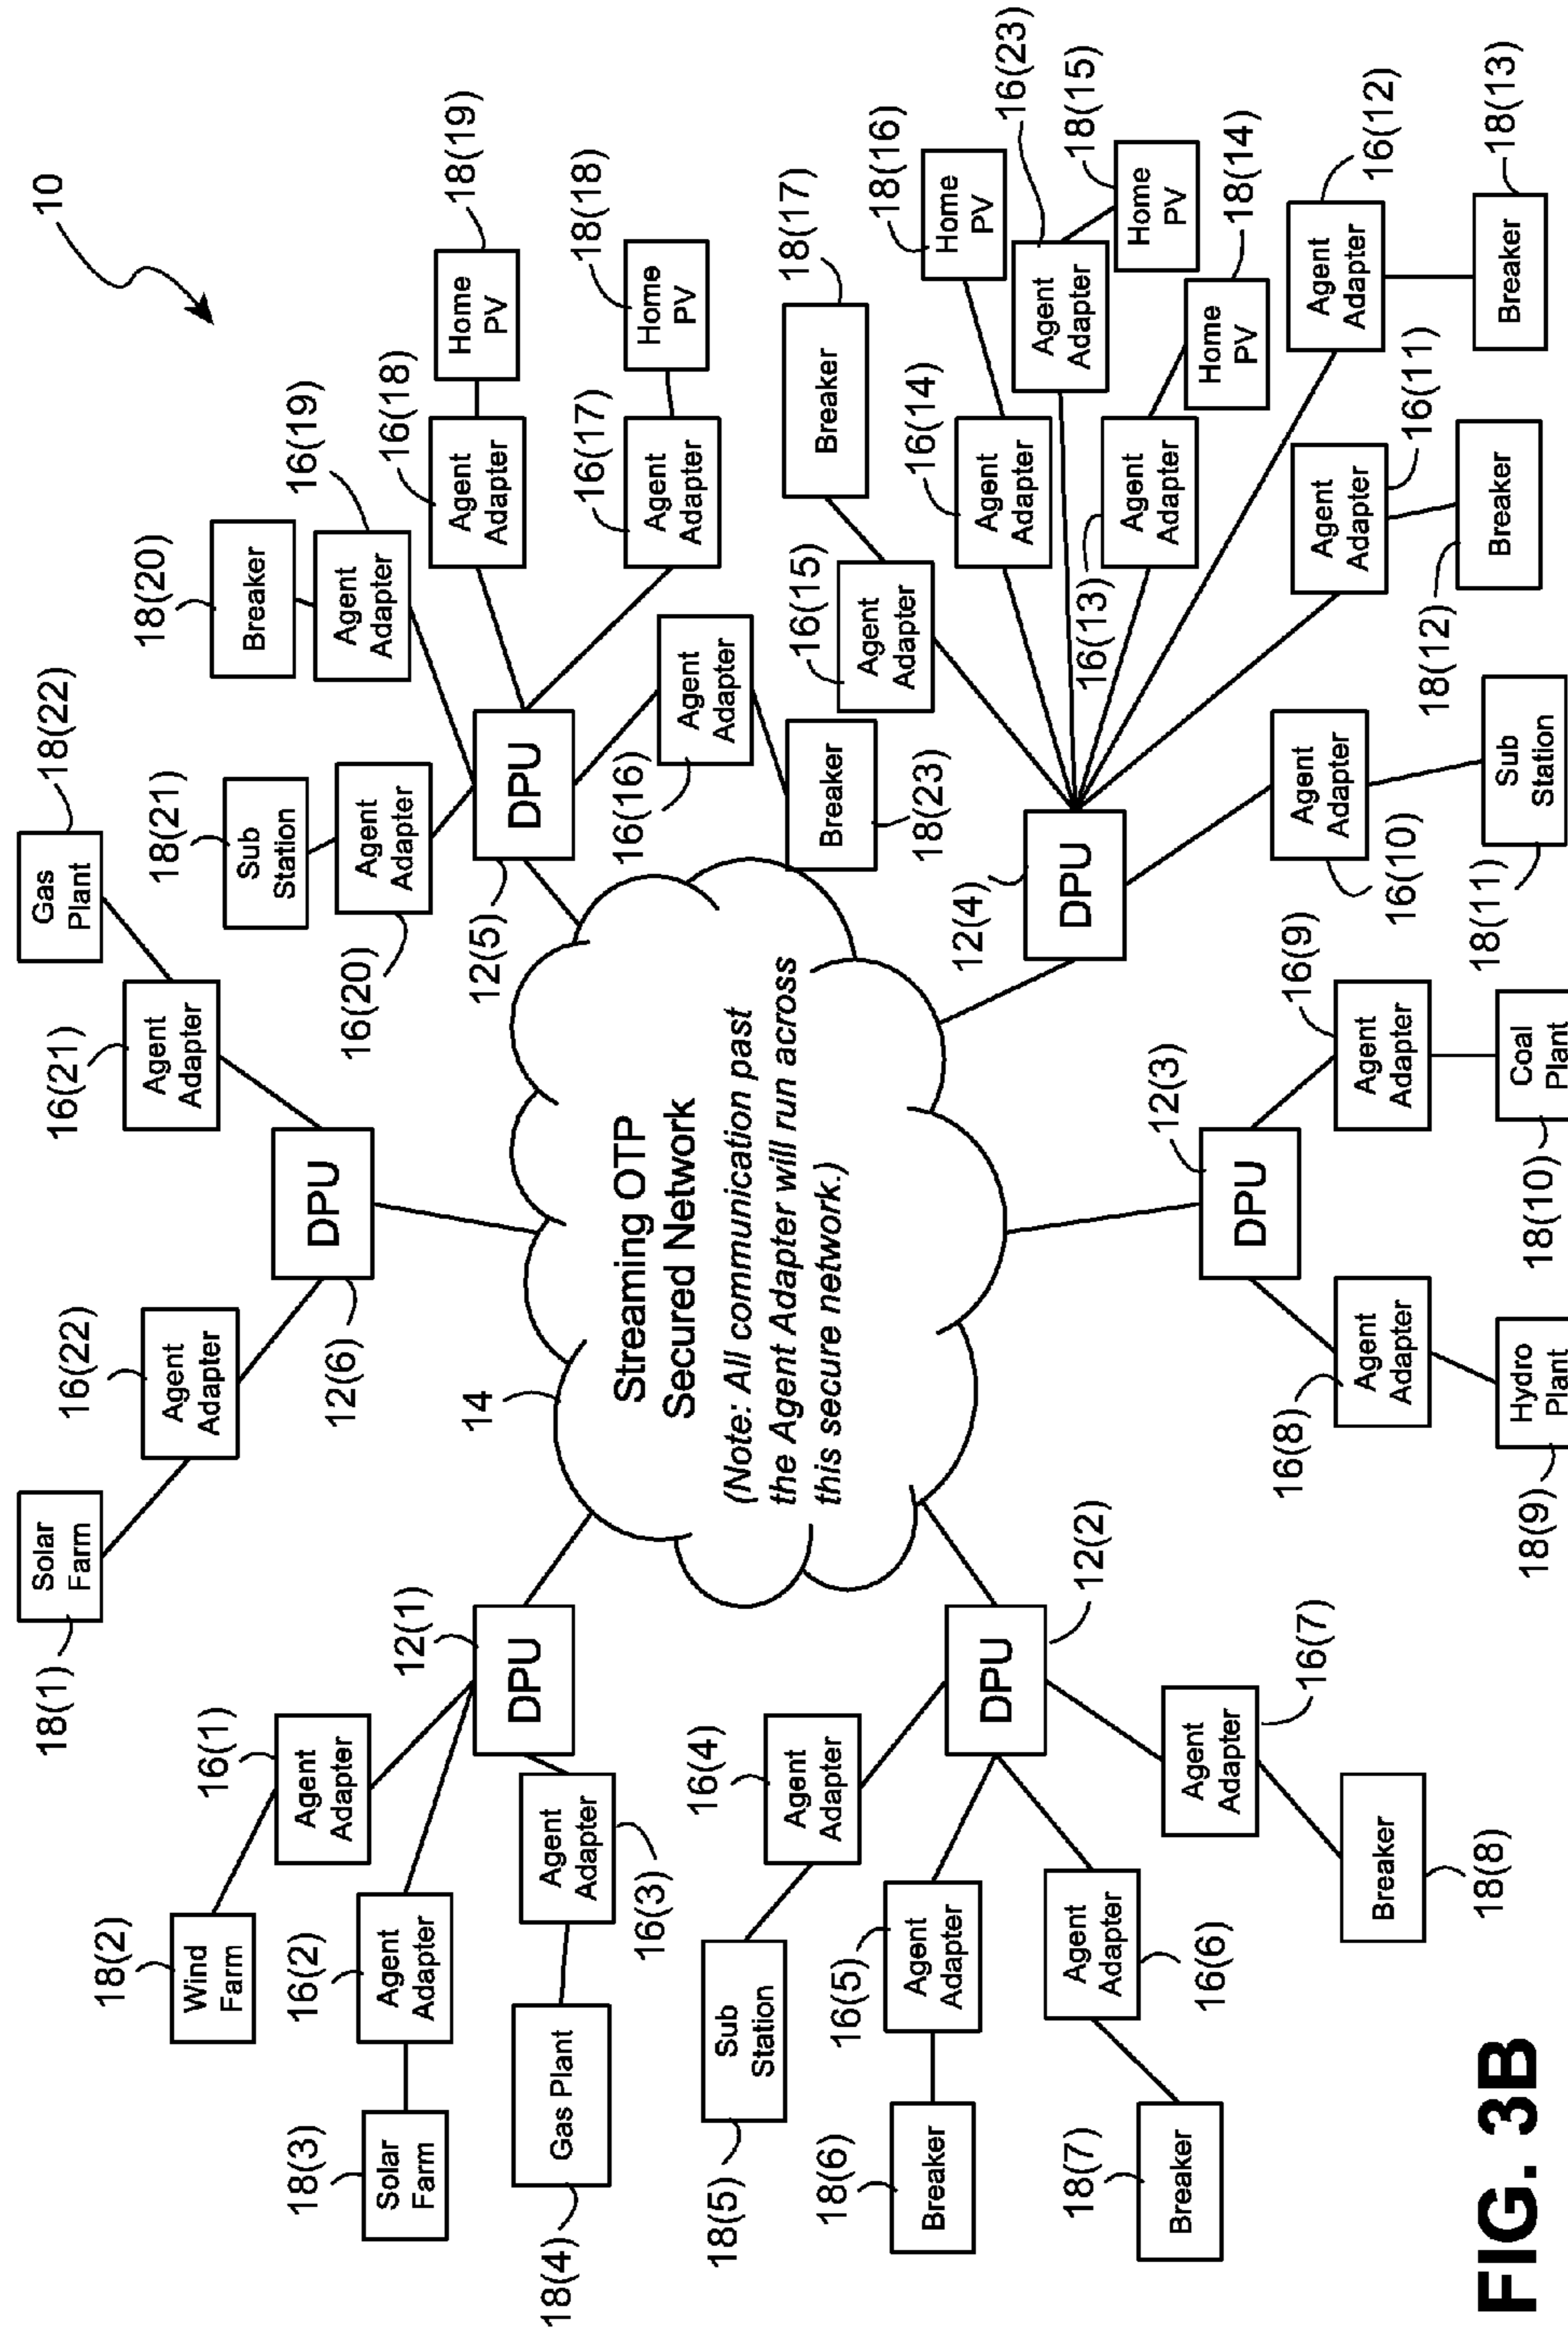 10
18(1)
Solar
Farm
16(22)
Agent
Adapter
12(6)
DPU
16(21)
Agent
Adapter
Gas
Plant
18(22)
18(2)
Wind
Farm
16(1)
Agent
Adapter
18(3)
Solar
Farm
16(2)
Agent
Adapter
12(1)
DPU
18(4)
Gas Plant
Agent
Adapter
16(3)
18(21)
Sub
Station
Agent
Adapter
16(20)
18(20)
Breaker
16(19)
Agent
Adapter
12(5)
DPU
16(18)
Agent
Adapter
Home
PV
18(19)
16(17)
Agent
Adapter
Home
PV
18(18)
16(16)
Agent
Adapter
Breaker
18(23)
14
Streaming OTP
Secured Network
(Note: All communication past
the Agent Adapter will run across
this secure network.)
18(5)
Sub
Station
16(4)
Agent
Adapter
18(6)
Breaker
16(5)
Agent
Adapter
DPU
12(2)
18(7)
Breaker
Agent
Adapter
16(6)
Agent
Adapter
16(7)
Breaker
18(8)
12(3)
DPU
16(8)
Agent
Adapter
18(9)
Hydro
Plant
16(9)
Agent
Adapter
18(10)
Coal
Plant
12(4)
DPU
16(15)
Agent
Adapter
Breaker
18(17)
16(14)
Agent
Adapter
Home
PV
18(16)
Agent
Adapter
16(23)
Home
PV
18(15)
16(13)
Agent
Adapter
Home
PV
18(14)
Agent
Adapter
16(12)
Breaker
18(13)
Agent
Adapter
16(11)
18(12)
Breaker
Agent
Adapter
16(10)
18(11)
Sub
Station
FIG. 3B